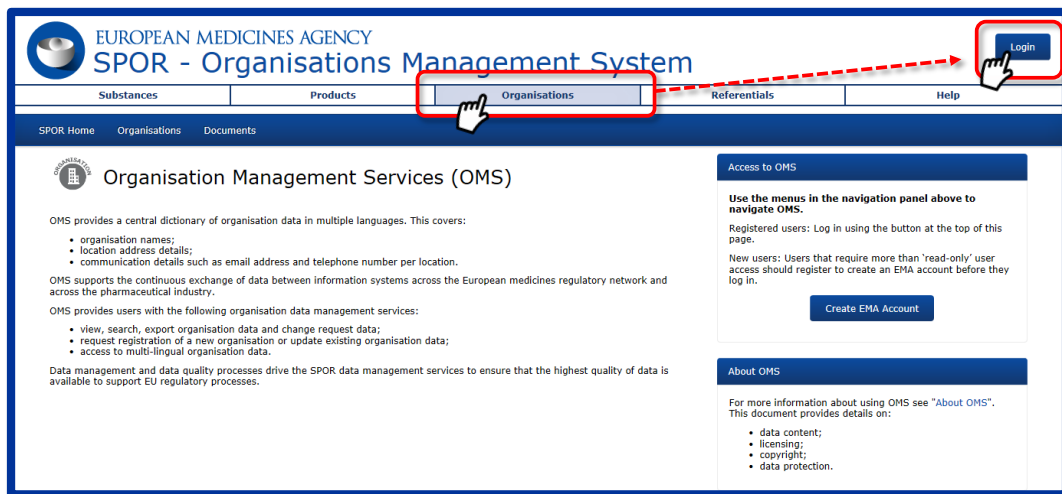 EUROPEAN MEDICINES AGENCY
SPOR - Organisations Management System
Login
Substances
Products
Organisations
Referentials
Help
SPOR Home
Organisations
Documents
ORGANISATION
Organisation Management Services (OMS)
OMS provides a central dictionary of organisation data in multiple languages. This covers:
• organisation names;
• location address details;
• communication details such as email address and telephone number per location.
OMS supports the continuous exchange of data between information systems across the European medicines regulatory network and
across the pharmaceutical industry.
OMS provides users with the following organisation data management services:
• view, search, export organisation data and change request data;
• request registration of a new organisation or update existing organisation data;
• access to multi-lingual organisation data.
Data management and data quality processes drive the SPOR data management services to ensure that the highest quality of data is
available to support EU regulatory processes.
Access to OMS
Use the menus in the navigation panel above to
navigate OMS.
Registered users: Log in using the button at the top of this
page.
New users: Users that require more than 'read-only' user
access should register to create an EMA account before they
log in.
Create EMA Account
About OMS
For more information about using OMS see "About OMS".
This document provides details on:
• data content;
• licensing;
• copyright;
• data protection.